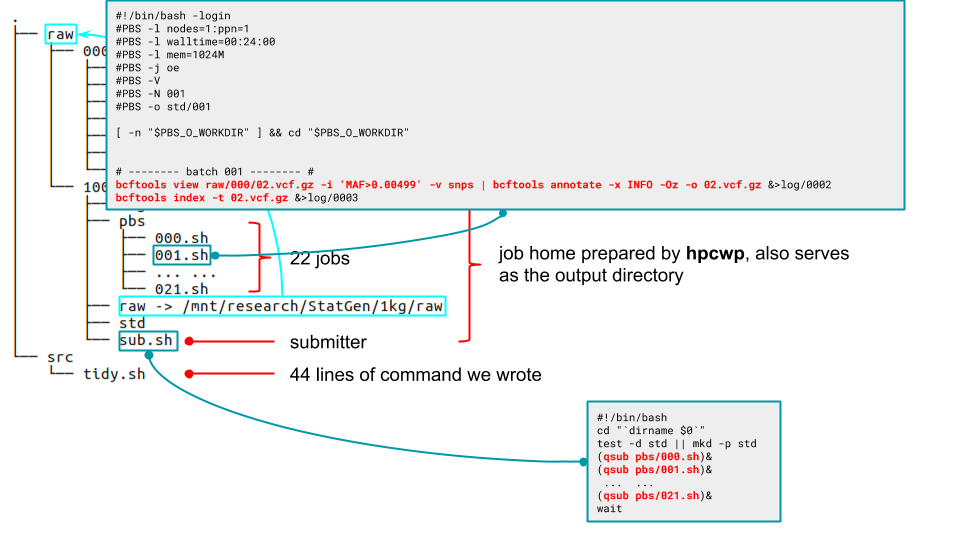 .
raw
000
100
#!/bin/bash -login
#PBS -l nodes=1:ppn=1
#PBS -l walltime=00:24:00
#PBS -l mem=1024M
#PBS -j oe
#PBS -V
#PBS -N 001
#PBS -o std/001
[ -n "$PBS_O_WORKDIR" ] && cd "$PBS_O_WORKDIR"
# -------- batch 001 -------- #
bcftools view raw/000/02.vcf.gz -i 'MAF>0.00499' -v snps | bcftools annotate -x INFO -Oz -o 02.vcf.gz &>log/0002
bcftools index -t 02.vcf.gz &>log/0003
pbs
000.sh
001.sh
... ...
021.sh
22 jobs
job home prepared by hpcwp, also serves
as the output directory
raw -> /mnt/research/StatGen/1kg/raw
std
sub.sh
submitter
src
tidy.sh
44 lines of command we wrote
#!/bin/bash
cd "`dirname $0`"
test -d std || mkd -p std
(qsub pbs/000.sh)&
(qsub pbs/001.sh)&
... ...
(qsub pbs/021.sh)&
wait